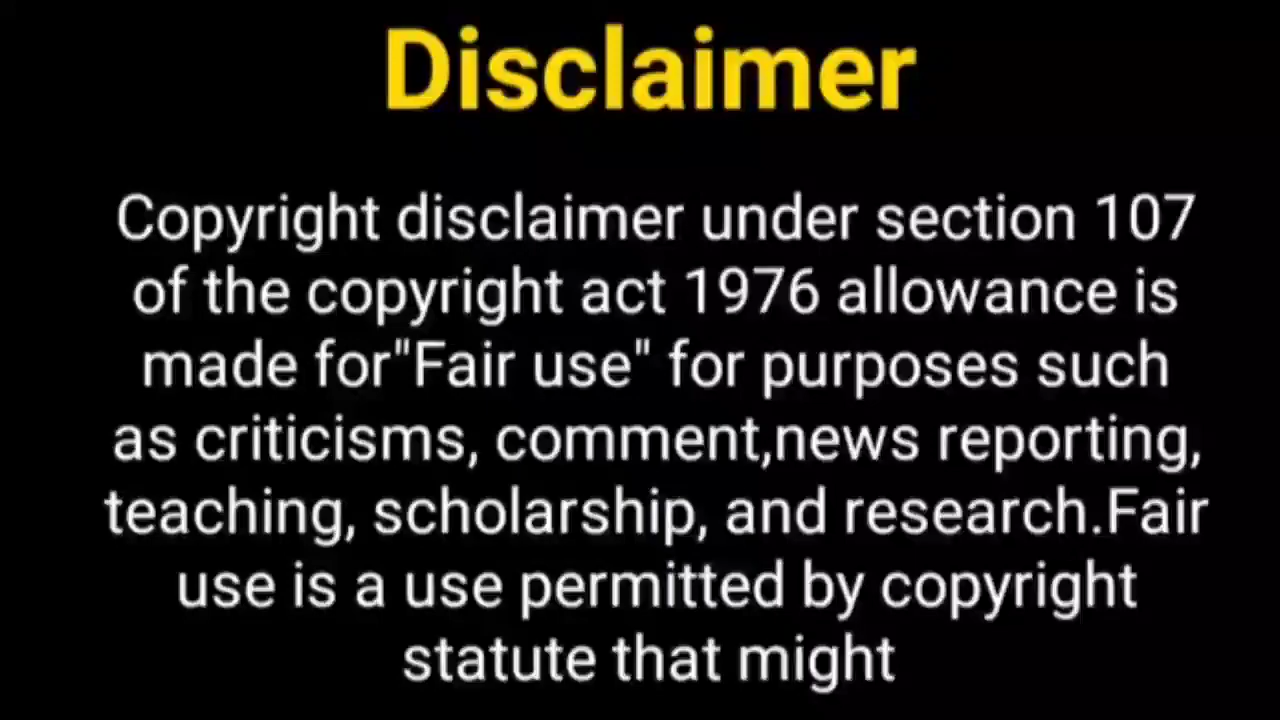 Disclaimer
Copyright disclaimer under section 107
of the copyright act 1976 allowance is
made for"Fair use" for purposes such
as criticisms, comment,news reporting,
teaching, scholarship, and research.Fair
use is a use permitted by copyright
statute that might